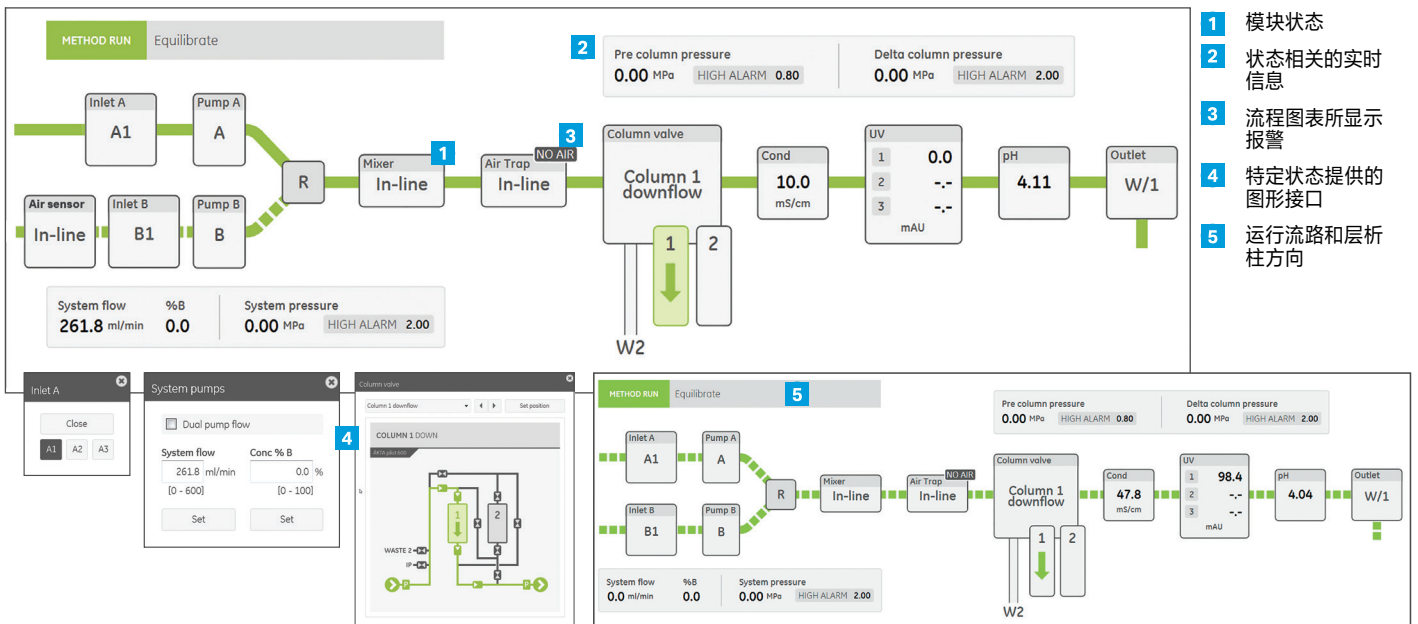 METHOD RUN Equilibrate
2
Pre column pressure
0.00 MPa HIGH ALARM 0.80
Delta column pressure
0.00 MPa HIGH ALARM 2.00
Inlet A
A1
Pump A
A
Air sensor
In-line
Inlet B
B1
Pump B
B
R
1
Mixer
In-line
3
NO AIR
Air Trap
In-line
Column valve
Column 1
downflow
1
2
W2
Cond
10.0
mS/cm
UV
1 0.0
2 -.-
3 -.-
mAU
pH
4.11
Outlet
W/1
System flow
261.8 ml/min
%B
0.0
System pressure
0.00 MPa HIGH ALARM 2.00
1 模块状态
2 状态相关的实时
信息
3 流程图表所显示
报警
4 特定状态提供的
图形接口
5 运行流路和层析
柱方向
Inlet A
Close
A1 A2 A3
System pumps
Dual pump flow
System flow
261.8 ml/min
[0 - 600]
Set
Conc % B
0.0 %
[0 - 100]
Set
4
Column valve
Column 1 downflow
Set position
COLUMN 1 DOWN
ÄKTA pilot 600
1
2
WASTE 2
IP
P
P
METHOD RUN Equilibrate
5
Pre column pressure
0.00 MPa HIGH ALARM 0.80
Delta column pressure
0.00 MPa HIGH ALARM 2.00
Inlet A
A1
Pump A
A
Inlet B
B1
Pump B
B
R
Mixer
In-line
NO AIR
Air Trap
In-line
Column valve
Column 1
downflow
1
2
W2
Cond
47.8
mS/cm
UV
1 98.4
2 -.-
3 -.-
mAU
pH
4.04
Outlet
W/1
System flow
0.0 ml/min
%B
0.0
System pressure
0.00 MPa HIGH ALARM 2.00